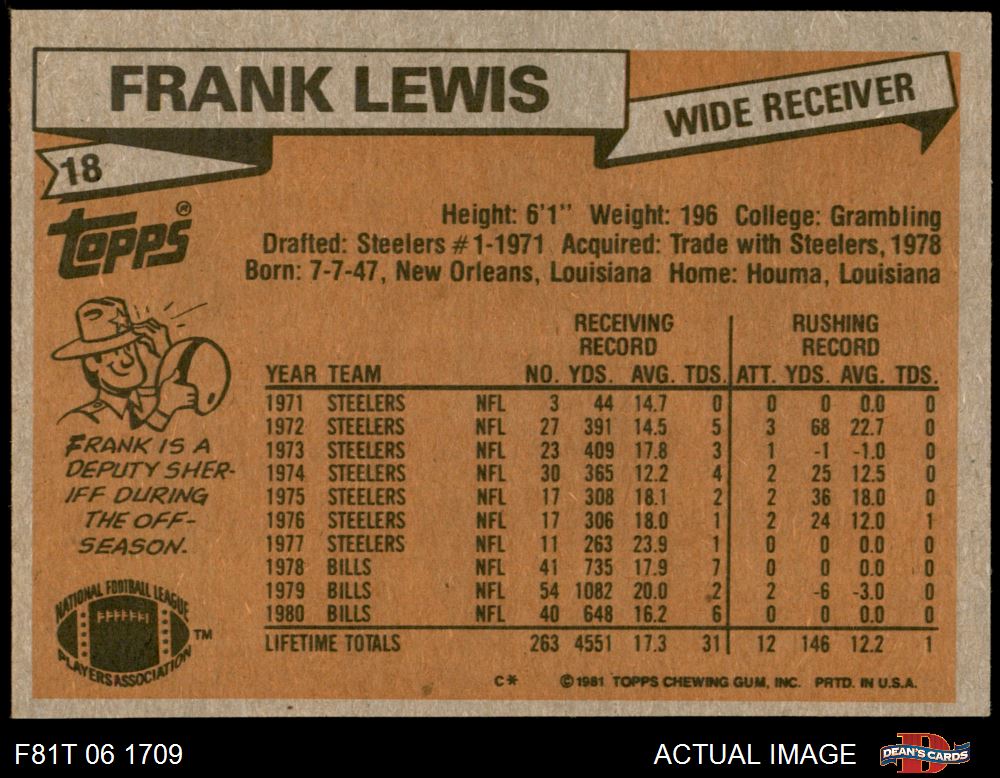 FRANK LEWIS
WIDE RECEIVER
18
Topps®
Height: 6'1" Weight: 196 College: Grambling
Drafted: Steelers #1-1971 Acquired: Trade with Steelers, 1978
Born: 7-7-47, New Orleans, Louisiana Home: Houma, Louisiana
RECEIVING RUSHING
RECORD RECORD
YEAR TEAM NO. YDS. AVG. TDS. ATT. YDS. AVG. TDS.
1971 STEELERS NFL 3 44 14.7 0 0 0 0.0 0
1972 STEELERS NFL 27 391 14.5 5 3 68 22.7 0
1973 STEELERS NFL 23 409 17.8 3 1 -1 -1.0 0
1974 STEELERS NFL 30 365 12.2 4 2 25 12.5 0
1975 STEELERS NFL 17 308 18.1 2 2 36 18.0 0
1976 STEELERS NFL 17 306 18.0 1 2 24 12.0 1
1977 STEELERS NFL 11 263 23.9 1 0 0 0.0 0
1978 BILLS NFL 41 735 17.9 7 0 0 0.0 0
1979 BILLS NFL 54 1082 20.0 2 2 -6 -3.0 0
1980 BILLS NFL 40 648 16.2 6 0 0 0.0 0
LIFETIME TOTALS 263 4551 17.3 31 12 146 12.2 1
FRANK IS A
DEPUTY SHER-
IFF DURING
THE OFF-
SEASON.
NATIONAL FOOTBALL LEAGUE
PLAYERS ASSOCIATION
TM
C* ©1981 TOPPS CHEWING GUM, INC. PRTD. IN U.S.A.
F81T 06 1709
ACTUAL IMAGE
DEAN'S CARDS